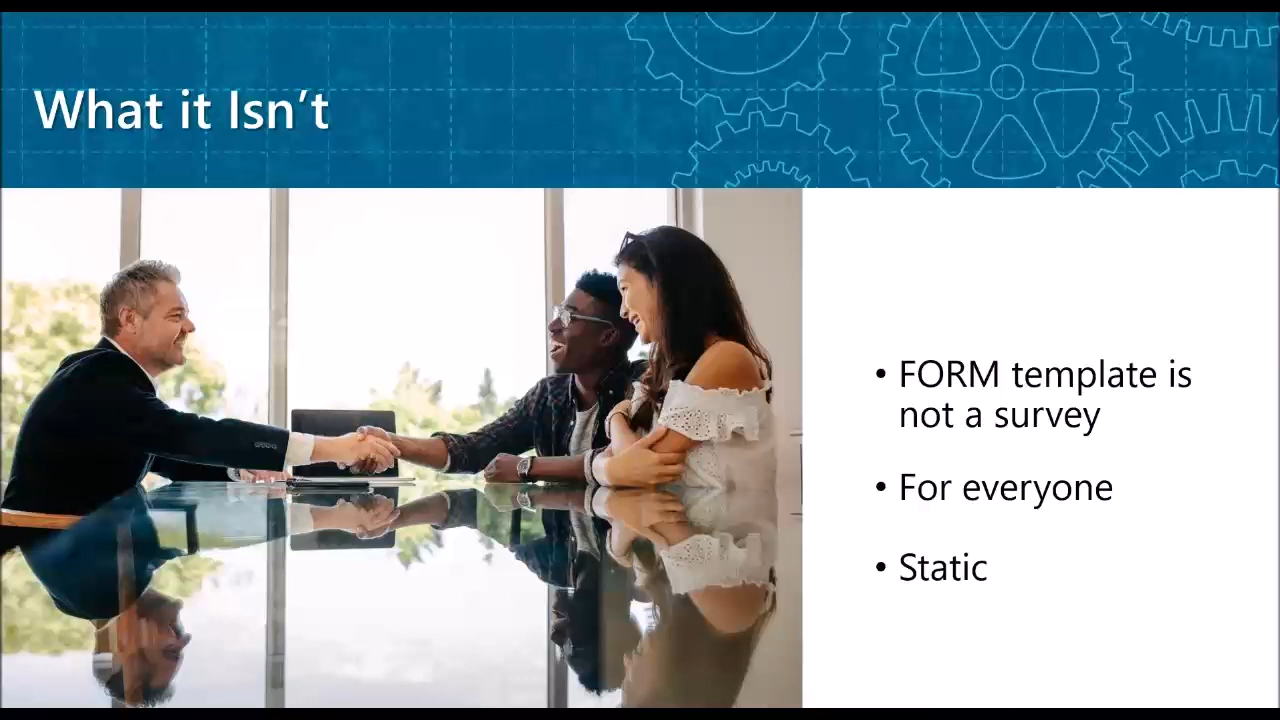 What it Isn’t
• FORM template is
not a survey
• For everyone
• Static